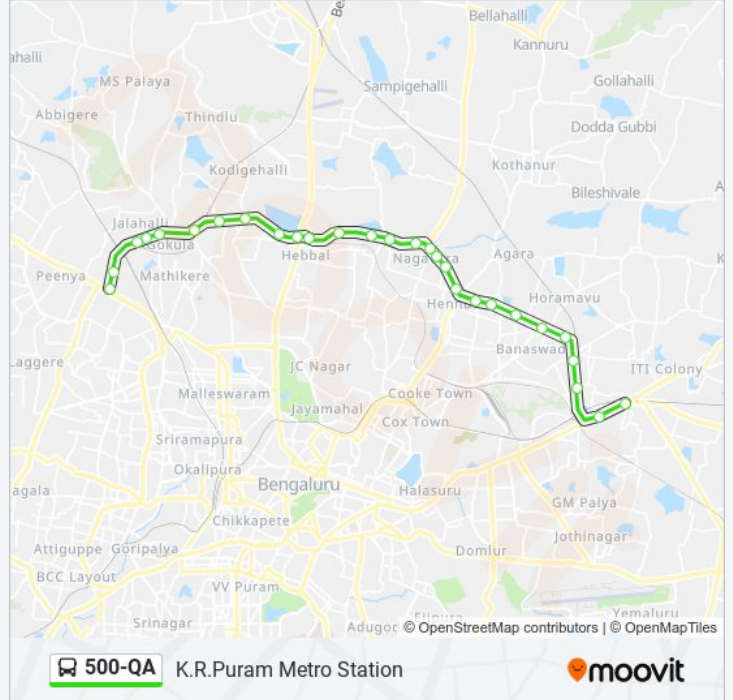 Bellahalli
Kannuru
ahalli
MS Palaya
Sampigehalli
Gollahalli
Abbigere
Thindlu
Dodda Gubbi
Kothanur
Kodigehalli
Bileshivale
Jalahalli
Gokula
Hebbal
Agara
Peenya
Mathikere
Horamavu
Banaswad
Laggere
JC Nagar
ITI Colony
Malleswaram
Cooke Town
Jayamahal
Cox Town
Sriramapura
Okalipura
Bengaluru
agala
Halasuru
GM Palya
Chikkapete
Jothinagar
Attiguppe
Goripalya
Domlur
BCC Layout
VV Puram
Yemaluru
Srinagar
Adugoc
© OpenStreetMap contributors | © OpenMapTiles
500-QA
K.R.Puram Metro Station
moovit